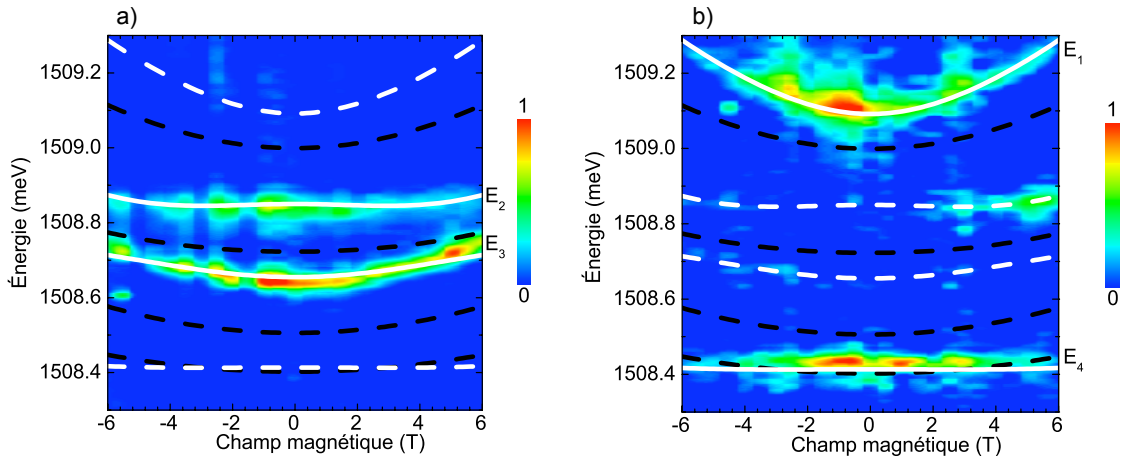 a)
1509.2
1509.0
1508.8
1508.6
1508.4
Énergie (meV)
-6 -4 -2 0 2 4 6
Champ magnétique (T)
E2
E3
1
0
b)
1509.2
1509.0
1508.8
1508.6
1508.4
Énergie (meV)
-6 -4 -2 0 2 4 6
Champ magnétique (T)
E1
E4
1
0